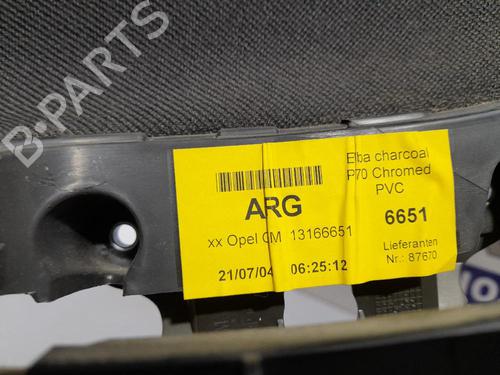 B-PARTS
Elba charcoal
P70 Chromed
PVC
ARG
6651
xx Opel GM 13166651
Lieferanten
21/07/04 06:25:12
Nr.: 87670